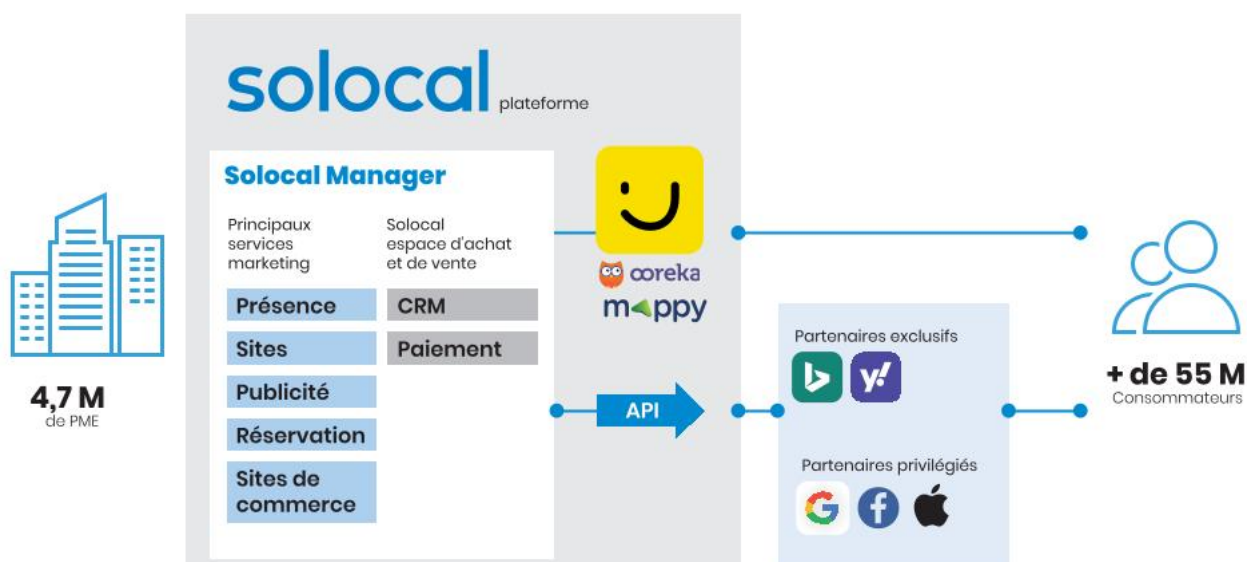 solocal
plateforme
Solocal Manager
Principaux
services
marketing
Solocal
espace d'achat
et de vente
Présence
CRM
Sites
Paiement
Publicité
Réservation
Sites de
commerce
ooreka
mappy
API
4,7 M
de PME
Partenaires exclusifs
y!
Partenaires privilégiés
G
f
+ de 55 M
Consommateurs